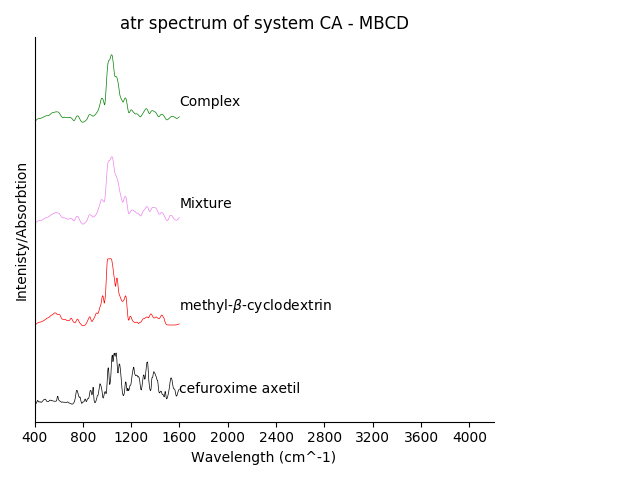 atr spectrum of system CA - MBCD
Complex
Mixture
methyl-β-cyclodextrin
cefuroxime axetil
Intenisty/Absorbtion
400 800 1200 1600 2000 2400 2800 3200 3600 4000
Wavelength (cm^-1)